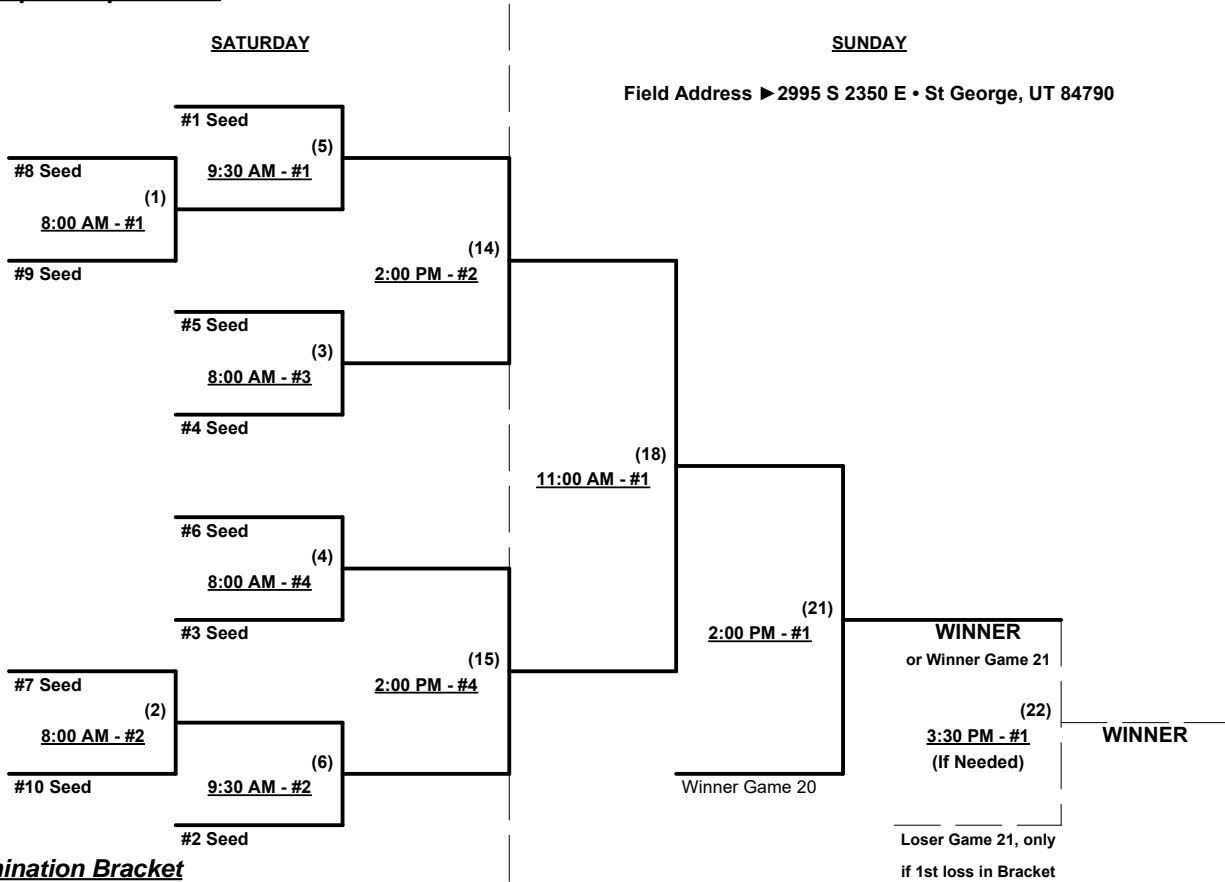 SATURDAY
SUNDAY
Field Address ►2995 S 2350 E • St George, UT 84790
#1 Seed
(5)
#8 Seed
9:30 AM - #1
(1)
8:00 AM - #1
(14)
#9 Seed
2:00 PM - #2
#5 Seed
(3)
8:00 AM - #3
#4 Seed
(18)
11:00 AM - #1
#6 Seed
(4)
8:00 AM - #4
(21)
#3 Seed
2:00 PM - #1
WINNER
(15)
or Winner Game 21
#7 Seed
2:00 PM - #4
(2)
(22)
8:00 AM - #2
3:30 PM - #1
WINNER
(6)
(If Needed)
#10 Seed
9:30 AM - #2
Winner Game 20
#2 Seed
Loser Game 21, only
if 1st loss in Bracket
Bracket